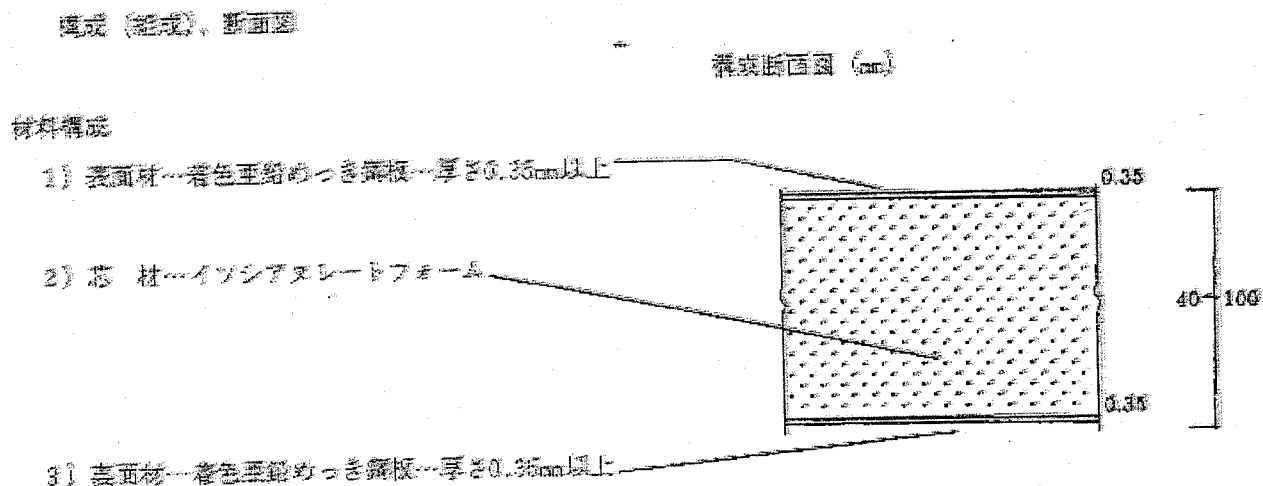 構成（組成）、断面図
構成断面図（mm）
材料構成
1）表面材…着色亜鉛めっき鋼板…厚さ0.35mm以上
0.35
2）芯　材…イソシアヌレートフォーム
40～100
0.35
3）裏面材…着色亜鉛めっき鋼板…厚さ0.35mm以上